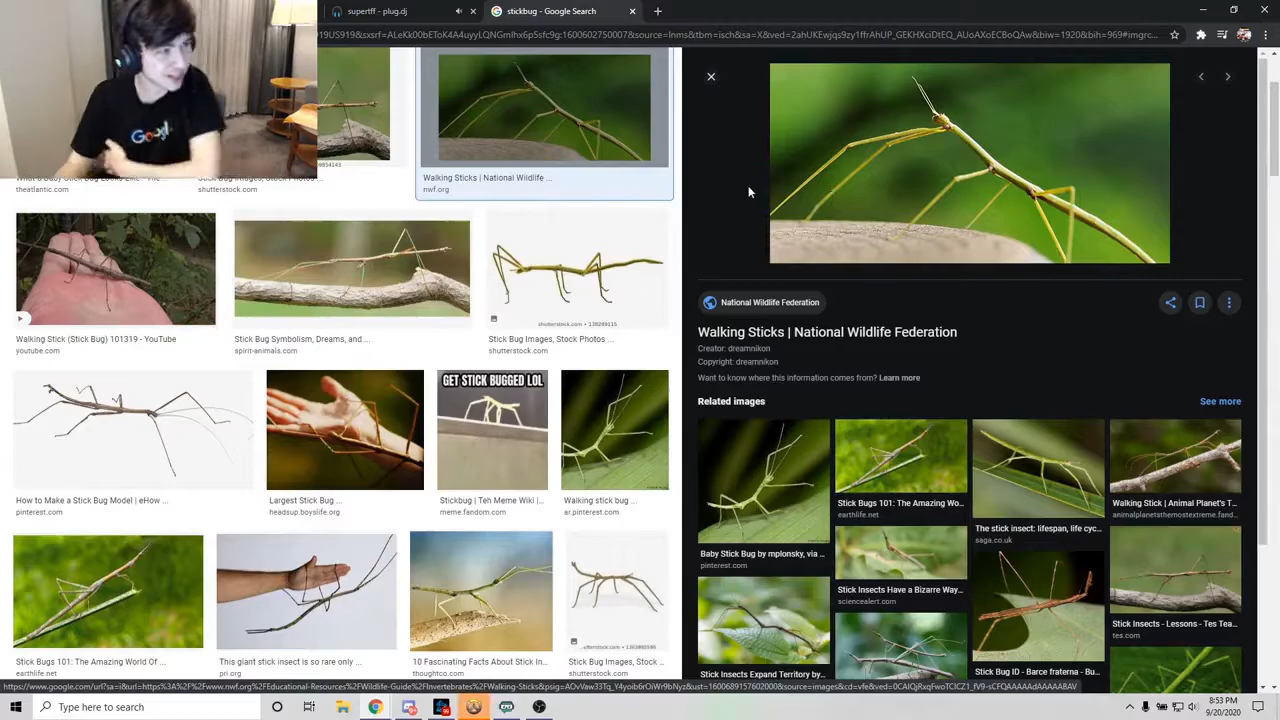 supertff - plug.dj
stickbug - Google Search
Google
theatlantic.com
shutterstock.com
Walking Sticks | National Wildlife ...
nwf.org
Walking Stick (Stick Bug) 101319 - YouTube
youtube.com
Stick Bug Symbolism, Dreams, and ...
spirit-animals.com
shutterstock.com • 138289115
Stick Bug Images, Stock Photos ...
shutterstock.com
GET STICK BUGGED LOL
How to Make a Stick Bug Model | eHow ...
pinterest.com
Largest Stick Bug ...
headsup.boyslife.org
Stickbug | Teh Meme Wiki |...
meme.fandom.com
Walking stick bug ...
ar.pinterest.com
Stick Bugs 101: The Amazing World Of ...
earthlife.net
This giant stick insect is so rare only ...
pri.org
10 Fascinating Facts About Stick In...
thoughtco.com
Stick Bug Images, Stock ...
shutterstock.com
National Wildlife Federation
Walking Sticks | National Wildlife Federation
Creator: dreamnikon
Copyright: dreamnikon
Want to know where this information comes from? Learn more
Related images
See more
Baby Stick Bug by mplonsky, via ...
pinterest.com
Stick Bugs 101: The Amazing Wo...
earthlife.net
The stick insect: lifespan, life cyc...
saga.co.uk
Walking Stick | Animal Planet's T...
animalplanetsthemostextreme.fand...
Stick Insects Have a Bizarre Way...
sciencealert.com
Stick Insects - Lessons - Tes Tea...
tes.com
Stick Insects Expand Territory by...
Stick Bug ID - Barce fraterna - Bu...
Type here to search
8:53 PM
9/20/2020